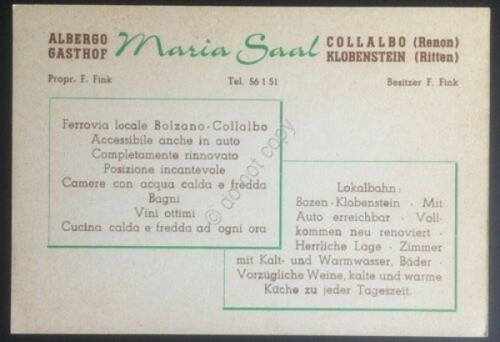 ALBERGO
GASTHOF
Maria Saal
COLLALBO (Renon)
KLOBENSTEIN (Ritten)
Propr. F. Fink
Tel. 56 1 51
Besitzer F. Fink
Ferrovia locale Bolzano-Collalbo
Accessibile anche in auto
Completamente rinnovato
Posizione incantevole
Camere con acqua calda e fredda
Bagni
Vini ottimi
Cucina calda e fredda ad ogni ora
Lokalbahn:
Bozen-Klobenstein · Mit
Auto erreichbar · Voll-
kommen neu renoviert ·
Herrliche Lage · Zimmer
mit Kalt- und Warmwasser, Bäder ·
Vorzügliche Weine, kalte und warme
Küche zu jeder Tageszeit.
do not copy